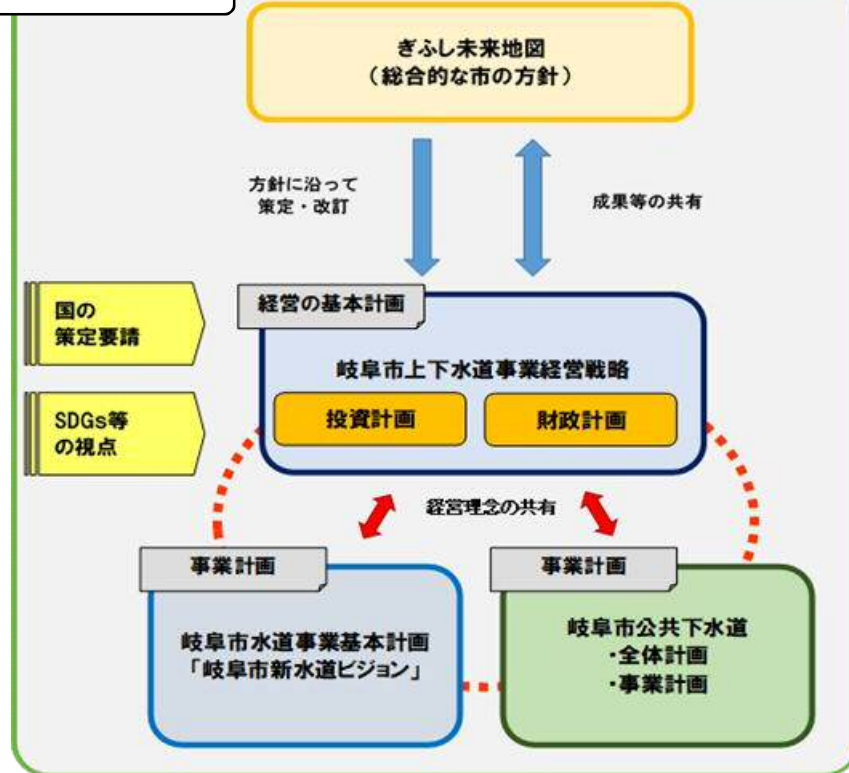 ぎふし未来地図
（総合的な市の方針）
方針に沿って
策定・改訂
成果等の共有
国の
策定要請
経営の基本計画
岐阜市上下水道事業経営戦略
投資計画
財政計画
SDGs等
の視点
経営理念の共有
事業計画
岐阜市水道事業基本計画
「岐阜市新水道ビジョン」
事業計画
岐阜市公共下水道
・全体計画
・事業計画